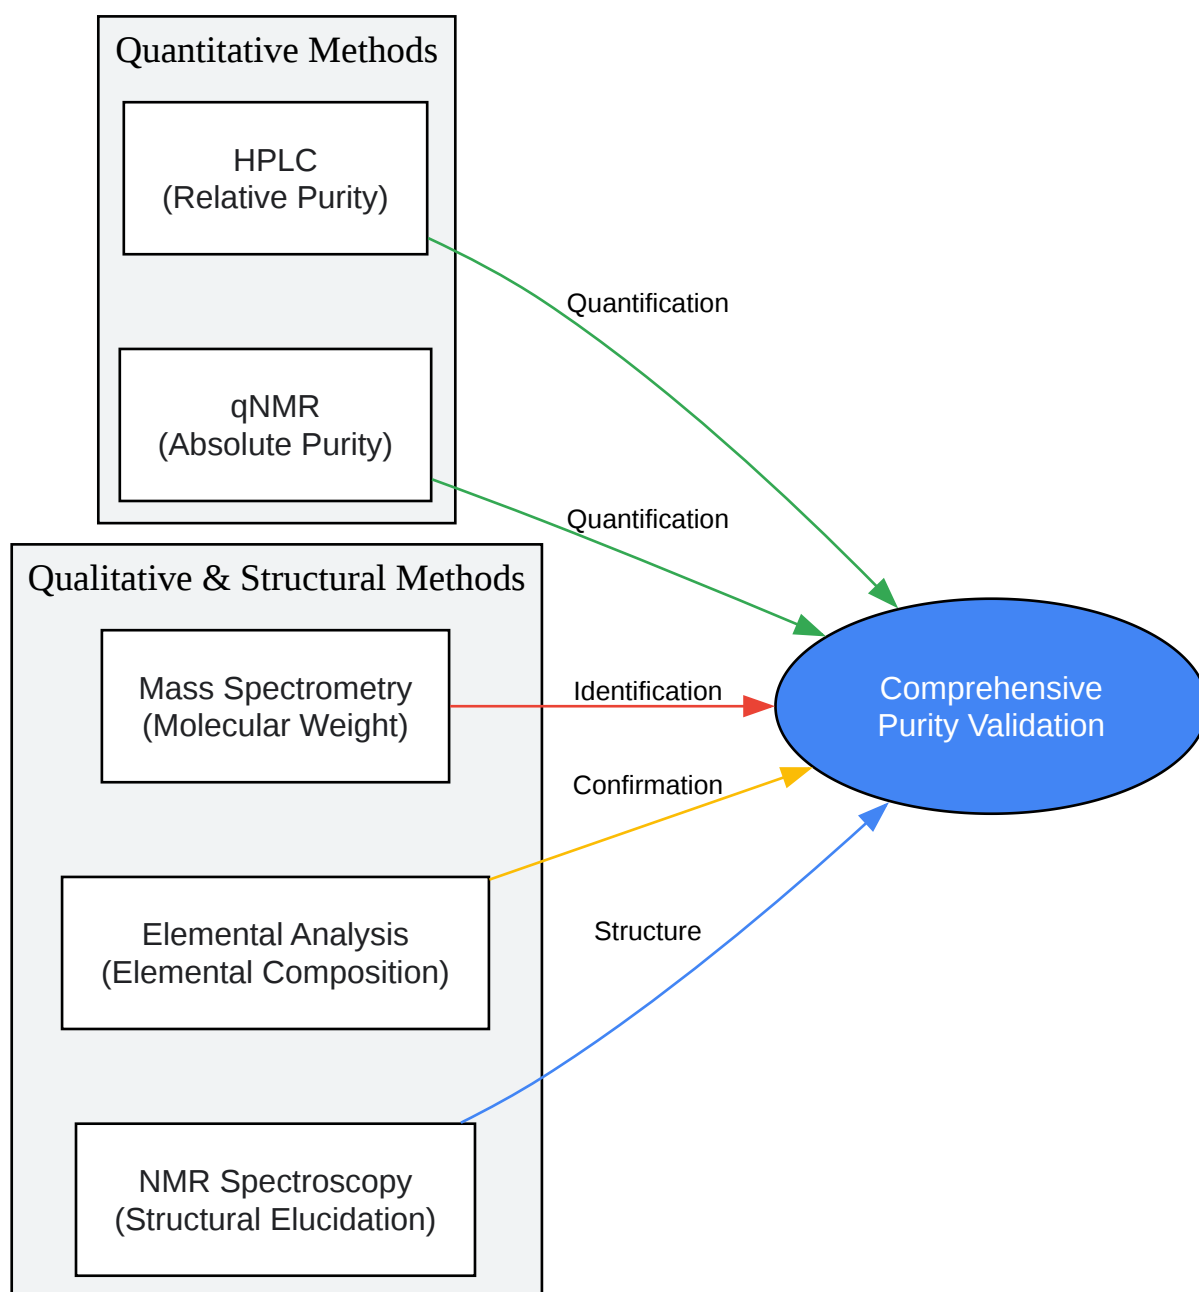 Quantitative Methods
HPLC
(Relative Purity)
Quantification
qNMR
(Absolute Purity)
Quantification
Qualitative & Structural Methods
Mass Spectrometry
(Molecular Weight)
Identification
Comprehensive
Purity Validation
Confirmation
Elemental Analysis
(Elemental Composition)
Structure
NMR Spectroscopy
(Structural Elucidation)